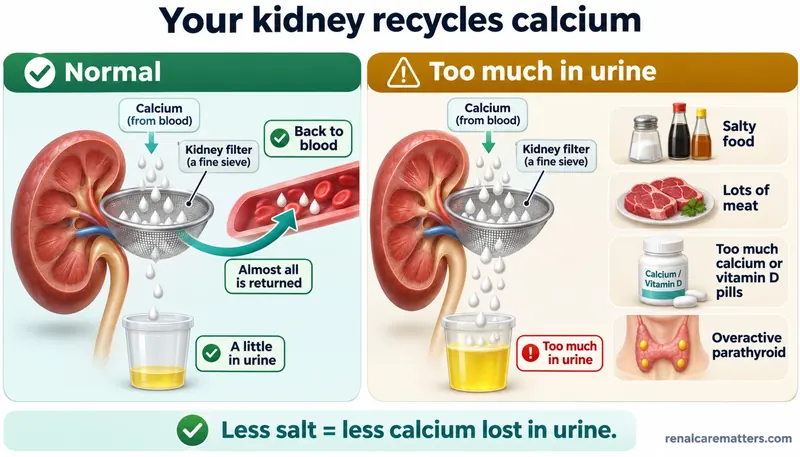 Your kidney recycles calcium
Normal
Calcium
(from blood)
Kidney filter
(a fine sieve)
Back to
blood
Almost all
is returned
A little
in urine
Too much in urine
Calcium
(from blood)
Kidney filter
(a fine sieve)
Too much
in urine
Salty
food
Lots of
meat
Calcium /
Vitamin D
Too much
calcium or
vitamin D
pills
Overactive
parathyroid
Less salt = less calcium lost in urine.
renalcarematters.com